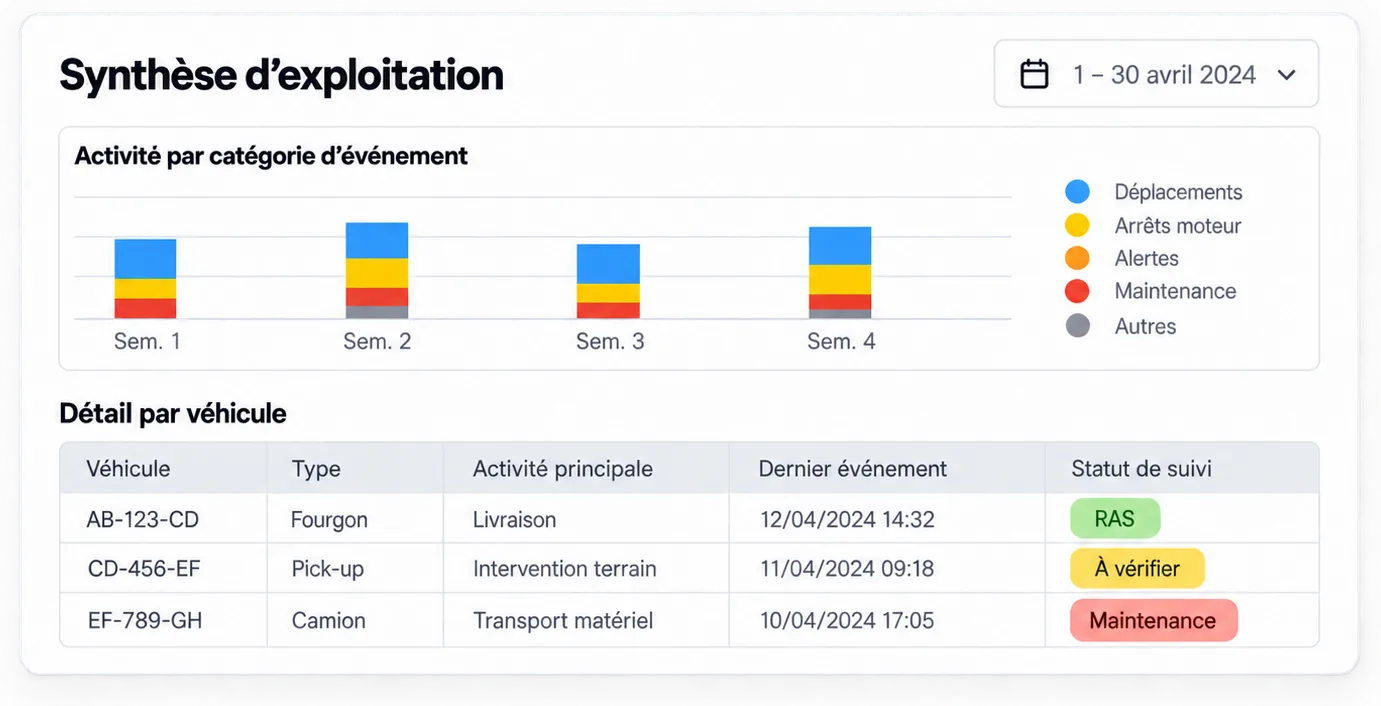 Synthèse d’exploitation
1 – 30 avril 2024
Activité par catégorie d’événement
Déplacements
Arrêts moteur
Alertes
Maintenance
Autres
Sem. 1 Sem. 2 Sem. 3 Sem. 4
Détail par véhicule
Véhicule Type Activité principale Dernier événement Statut de suivi
AB-123-CD Fourgon Livraison 12/04/2024 14:32 RAS
CD-456-EF Pick-up Intervention terrain 11/04/2024 09:18 À vérifier
EF-789-GH Camion Transport matériel 10/04/2024 17:05 Maintenance